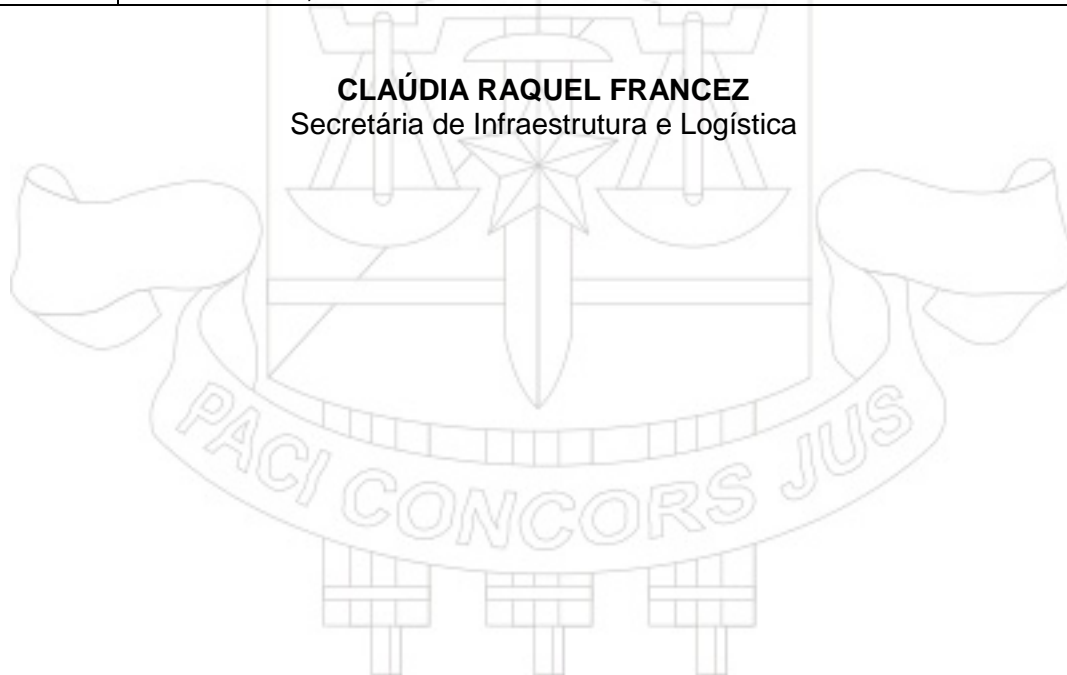 CLAÚDIA RAQUEL FRANCEZ
Secretária de Infraestrutura e Logística
PACI CONCORS JUS